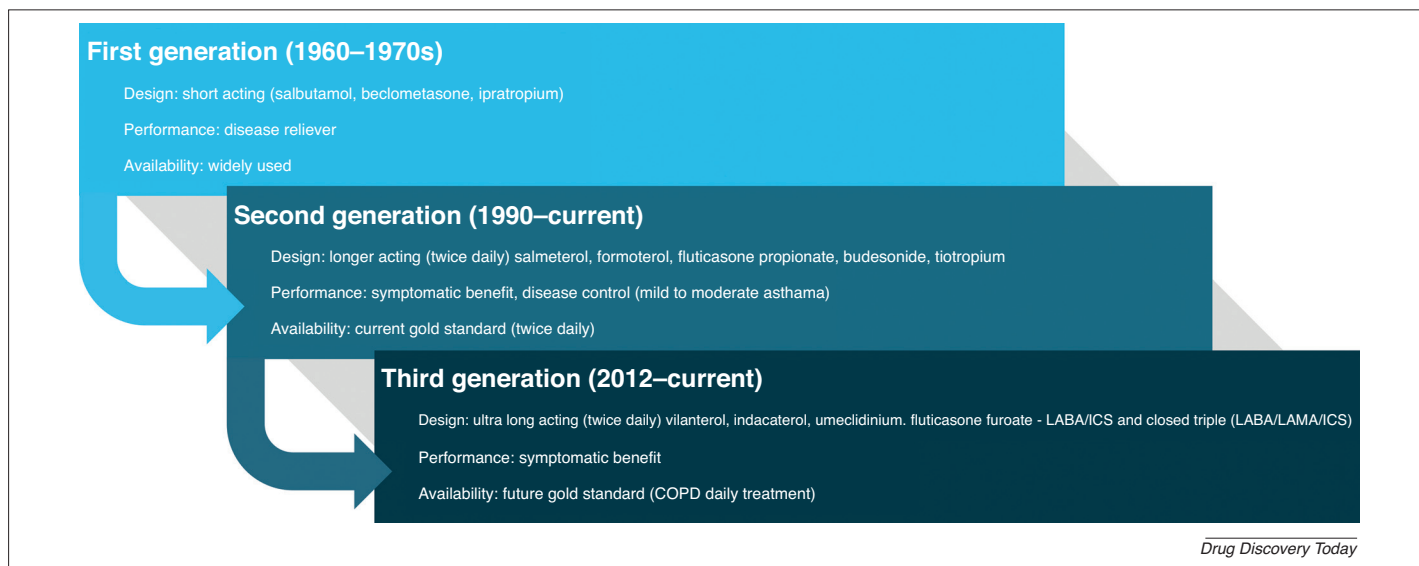 First generation (1960–1970s)
Design: short acting (salbutamol, beclometasone, ipratropium)
Performance: disease reliever
Availability: widely used
Second generation (1990–current)
Design: longer acting (twice daily) salmeterol, formoterol, fluticasone propionate, budesonide, tiotropium
Performance: symptomatic benefit, disease control (mild to moderate asthama)
Availability: current gold standard (twice daily)
Third generation (2012–current)
Design: ultra long acting (twice daily) vilanterol, indacaterol, umeclidinium. fluticasone furoate - LABA/ICS and closed triple (LABA/LAMA/ICS)
Performance: symptomatic benefit
Availability: future gold standard (COPD daily treatment)
Drug Discovery Today